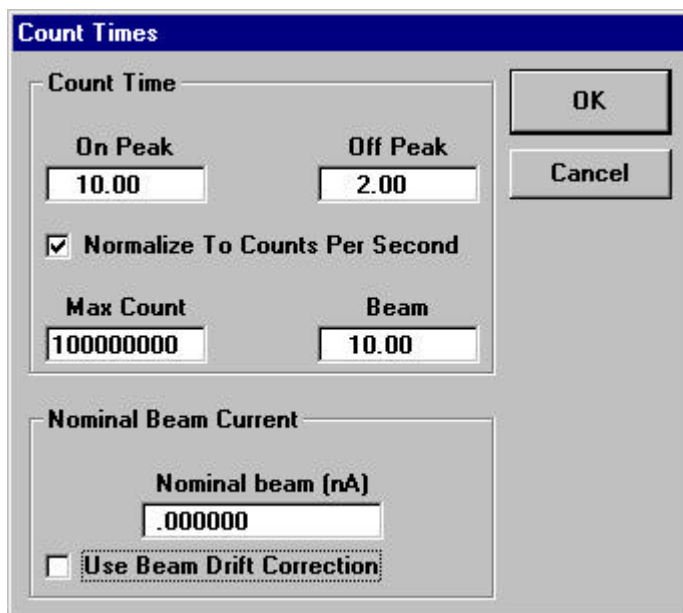 Count Times
Count Time
OK
On Peak Off Peak
10.00 2.00
Cancel
Normalize To Counts Per Second
Max Count Beam
100000000 10.00
Nominal Beam Current
Nominal beam (nA)
.000000
Use Beam Drift Correction